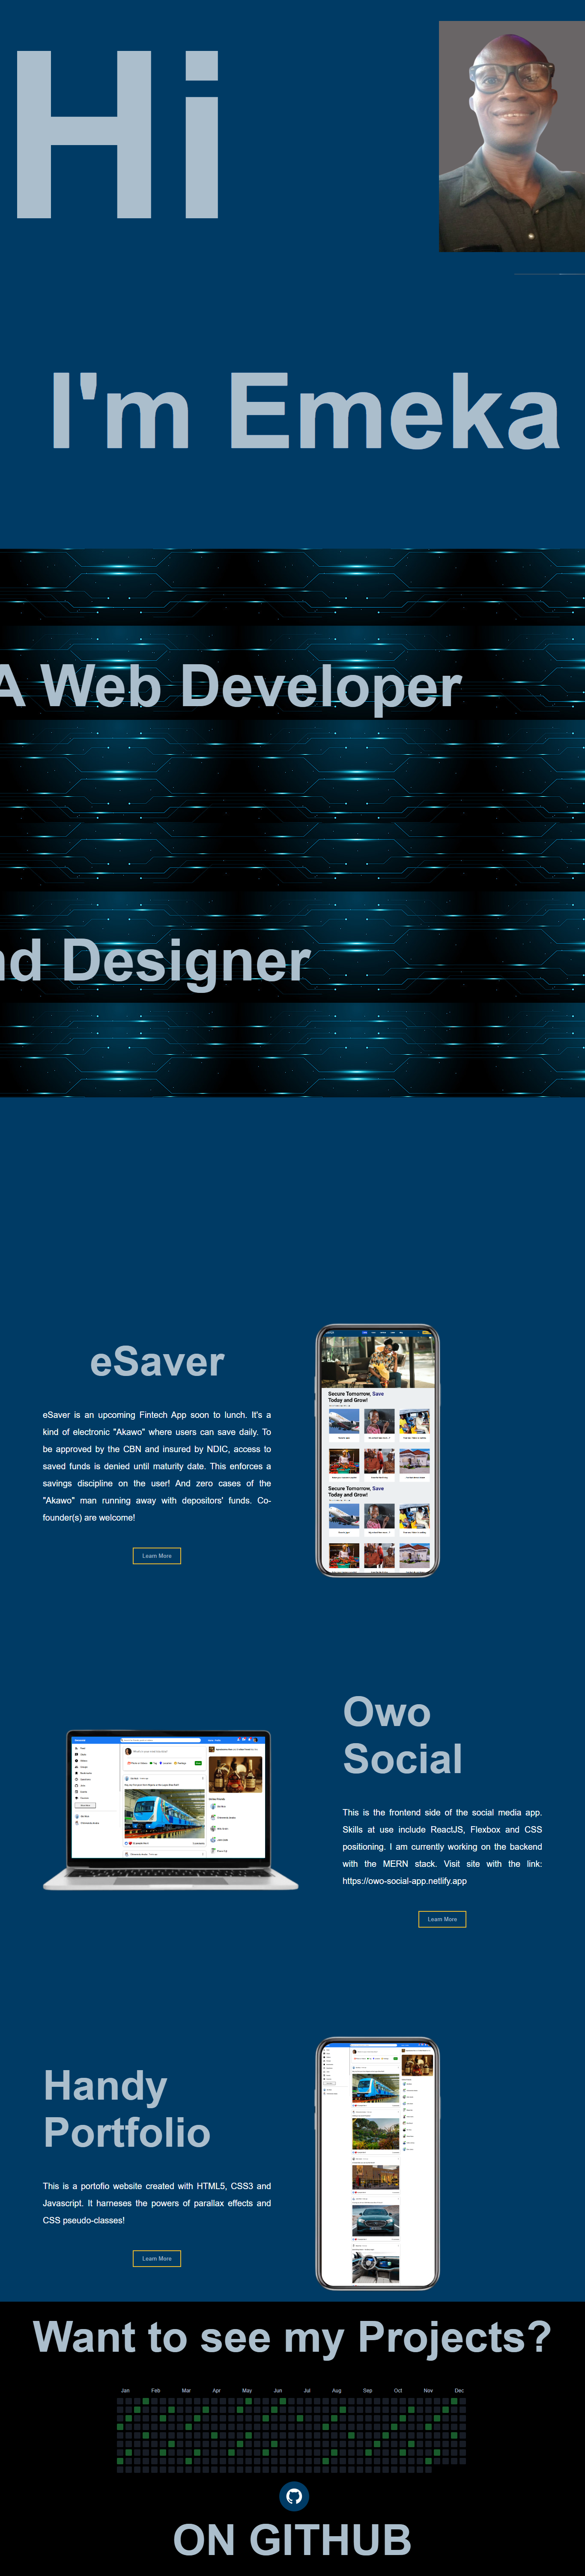 Hi
I'm Emeka
A Web Developer
nd Designer
eSaver
eSaver is an upcoming Fintech App soon to lunch. It's a
kind of electronic "Akawo" where users can save daily. To
be approved by the CBN and insured by NDIC, access to
saved funds is denied until maturity date. This enforces a
savings discipline on the user! And zero cases of the
"Akawo" man running away with depositors' funds. Co-
founder(s) are welcome!
Learn More
Secure Tomorrow, Save
Today and Grow!
Secure Tomorrow, Save
Today and Grow!
Owo
Social
This is the frontend side of the social media app.
Skills at use include ReactJS, Flexbox and CSS
positioning. I am currently working on the backend
with the MERN stack. Visit site with the link:
https://owo-social-app.netlify.app
Learn More
Handy
Portfolio
This is a portofio website created with HTML5, CSS3 and
Javascript. It harneses the powers of parallax effects and
CSS pseudo-classes!
Learn More
Want to see my Projects?
Jan Feb Mar Apr May Jun Jul Aug Sep Oct Nov Dec
ON GITHUB